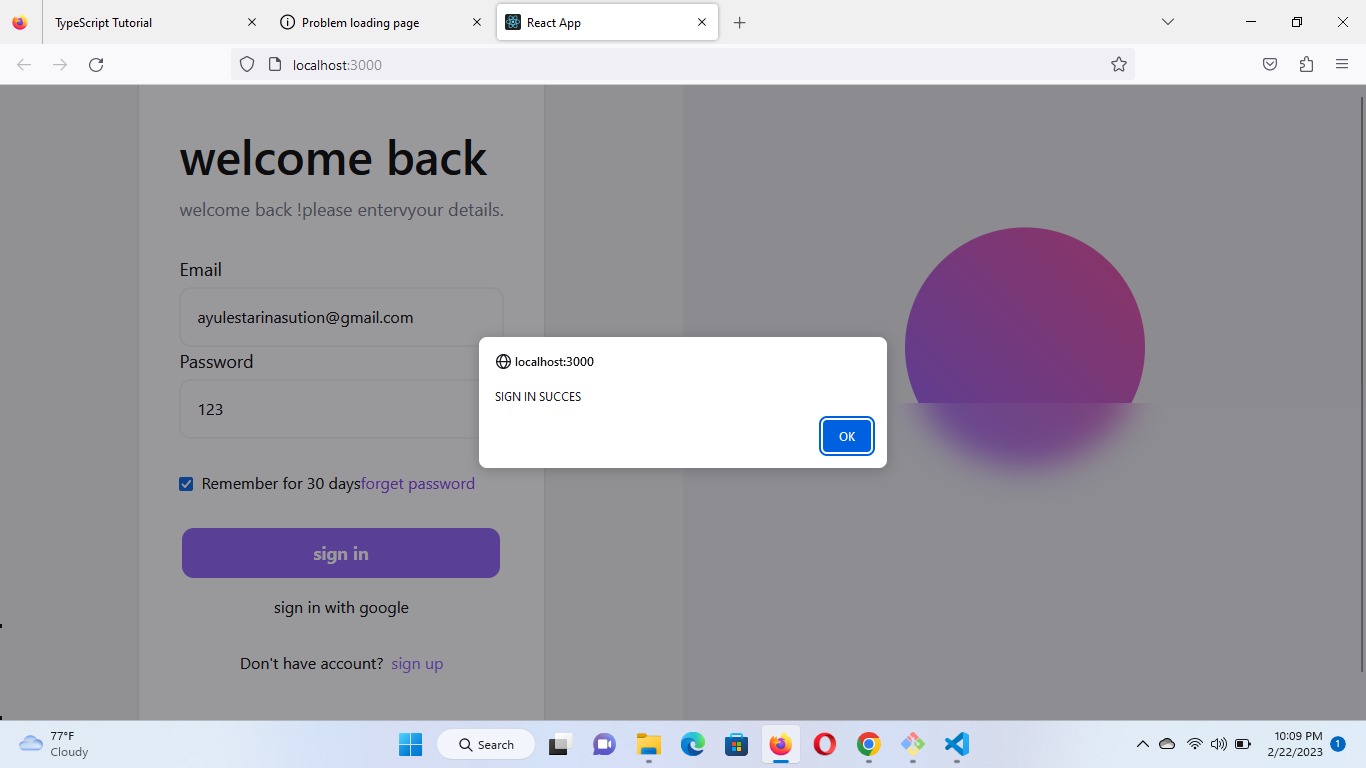 TypeScript Tutorial
Problem loading page
React App
localhost:3000
welcome back
welcome back !please entervyour details.
Email
ayulestarinasution@gmail.com
Password
123
Remember for 30 daysforget password
sign in
sign in with google
Don't have account? sign up
localhost:3000
SIGN IN SUCCES
OK
77°F
Cloudy
Search
10:09 PM
2/22/2023
1